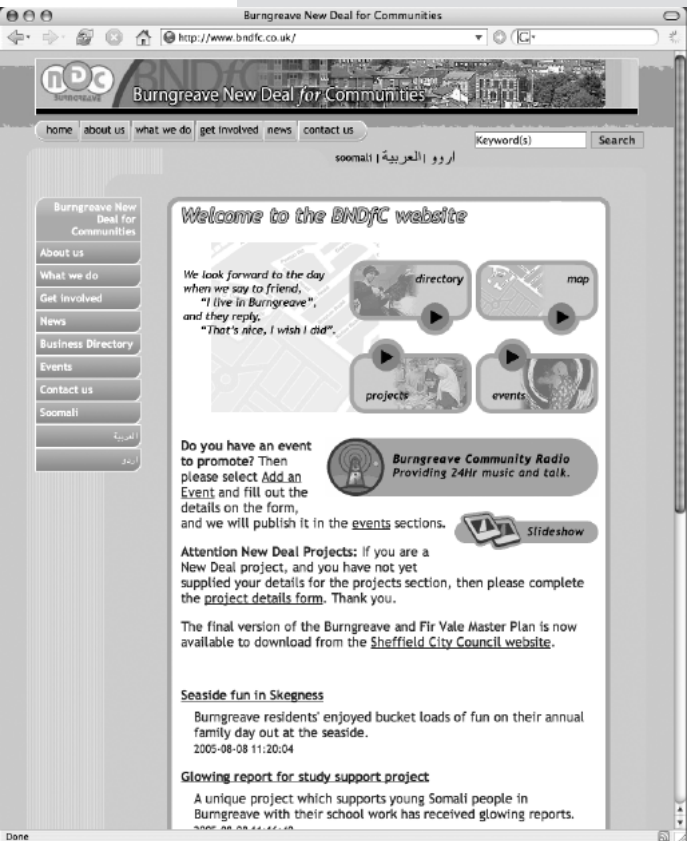 Burngreave New Deal for Communities
http://www.bndfc.co.uk/
G
NDC
BURNGREAVE
BNDfC
Burngreave New Deal for Communities
home about us what we do get involved news contact us
Keyword(s) Search
soomali | العربية | اردو
Burngreave New
Deal for
Communities
About us
What we do
Get involved
News
Business Directory
Events
Contact us
Soomali
العربية
اردو
Welcome to the BNDfC website
We look forward to the day
when we say to friend,
"I live in Burngreave",
and they reply,
"That's nice, I wish I did".
directory
map
projects
events
Do you have an event
to promote? Then
please select Add an
Event and fill out the
details on the form,
and we will publish it in the events sections.
Burngreave Community Radio
Providing 24Hr music and talk.
Slideshow
Attention New Deal Projects: If you are a
New Deal project, and you have not yet
supplied your details for the projects section, then please complete
the project details form. Thank you.
The final version of the Burngreave and Fir Vale Master Plan is now
available to download from the Sheffield City Council website.
Seaside fun in Skegness
Burngreave residents' enjoyed bucket loads of fun on their annual
family day out at the seaside.
2005-08-08 11:20:04
Glowing report for study support project
A unique project which supports young Somali people in
Burngreave with their school work has received glowing reports.
Done